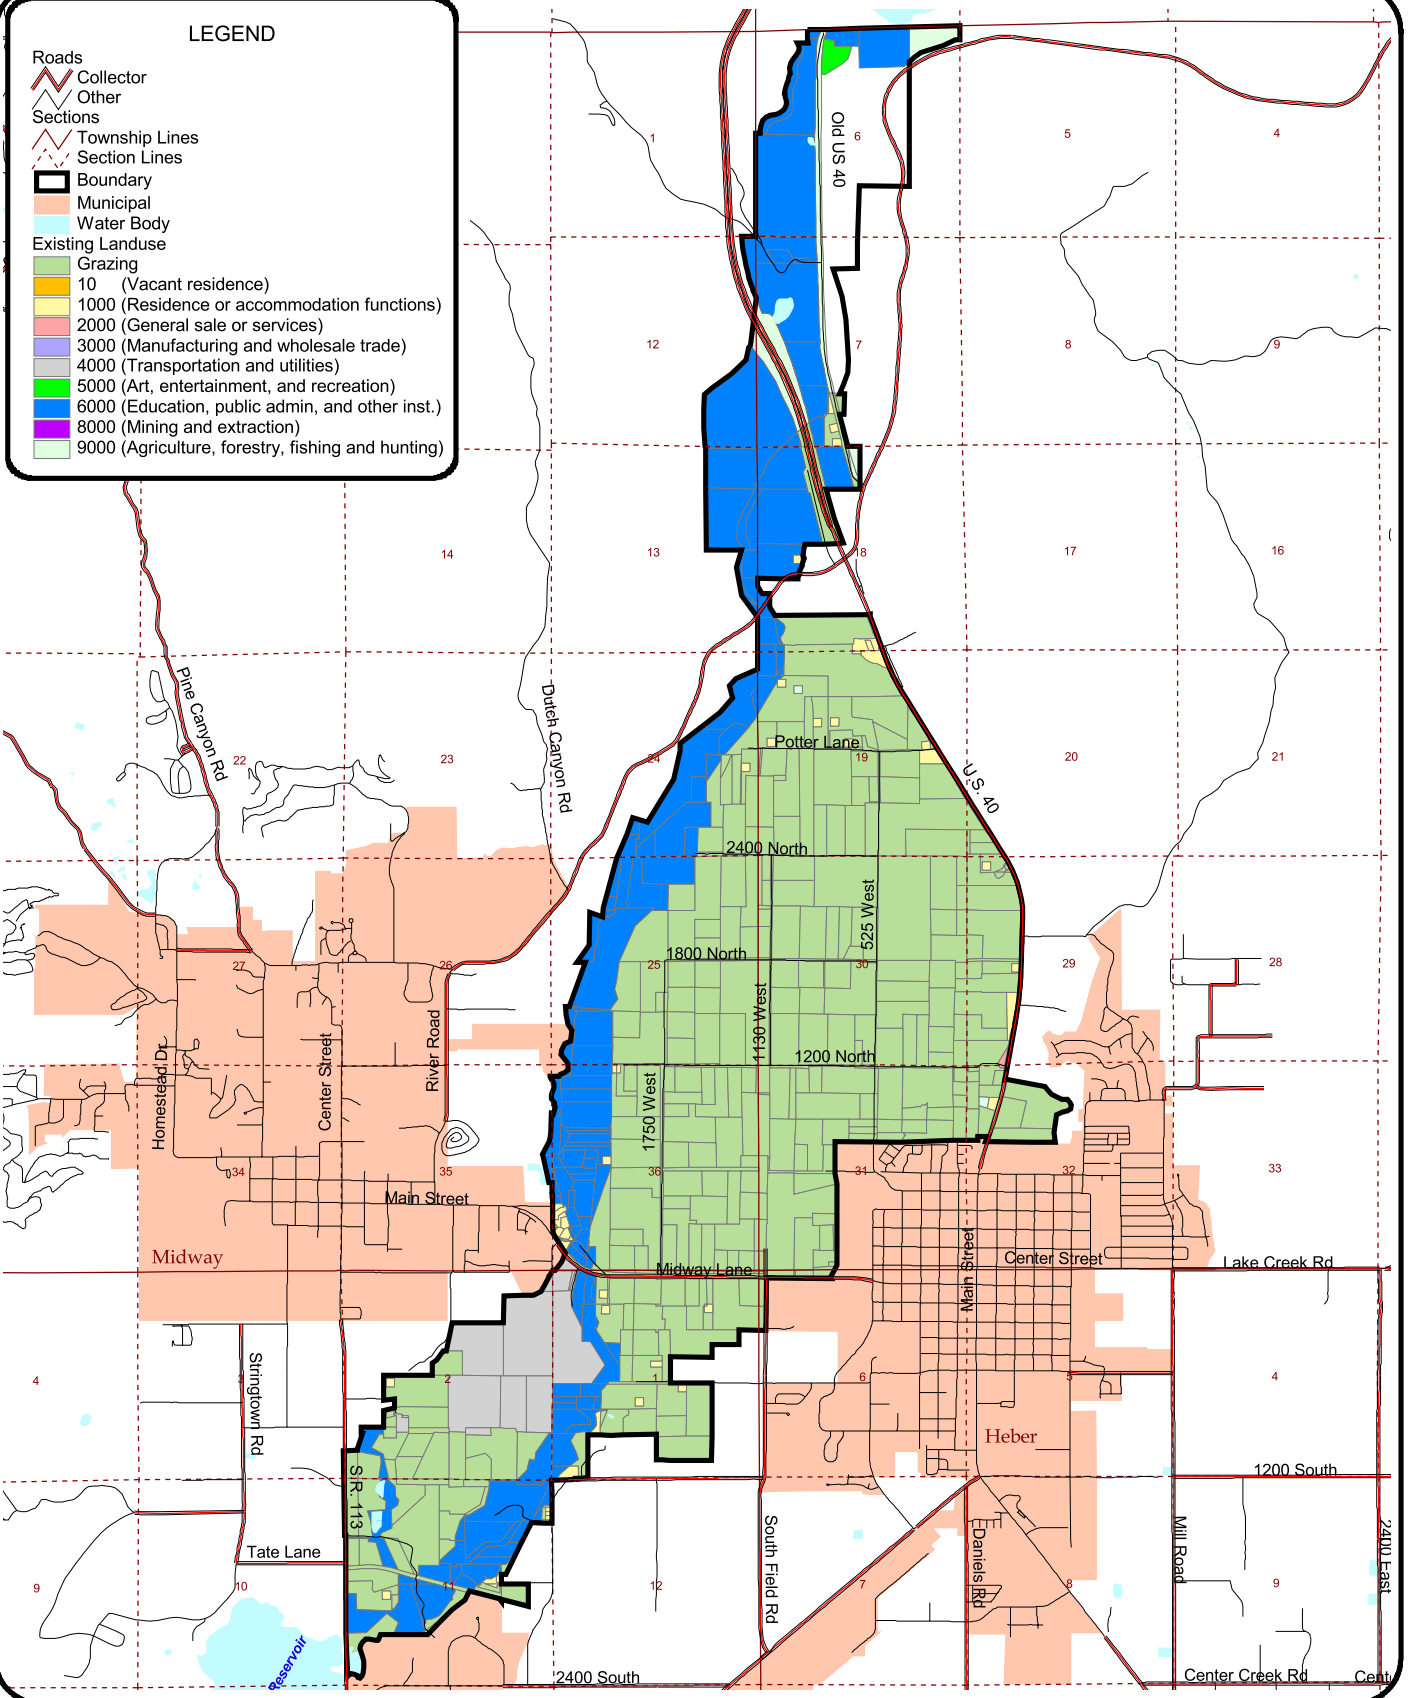 LEGEND
Roads
Collector
Other
Sections
Township Lines
Section Lines
Boundary
Municipal
Water Body
Existing Landuse
Grazing
10 (Vacant residence)
1000 (Residence or accommodation functions)
2000 (General sale or services)
3000 (Manufacturing and wholesale trade)
4000 (Transportation and utilities)
5000 (Art, entertainment, and recreation)
6000 (Education, public admin, and other inst.)
8000 (Mining and extraction)
9000 (Agriculture, forestry, fishing and hunting)
1
6
5
4
Old US 40
12
7
8
9
14
13
18
17
16
Pine Canyon Rd
Dutch Canyon Rd
22
23
24
Potter Lane
19
20
21
U.S. 40
2400 North
525 West
27
26
25
1800 North
30
29
28
1130 West
1200 North
Homestead Dr
Center Street
River Road
1750 West
34
35
36
31
32
33
Main Street
Midway
Midway Lane
Main Street
Center Street
Lake Creek Rd
4
3
2
1
6
5
4
Stringtown Rd
Heber
S.R. 113
1200 South
South Field Rd
Daniels Rd
Mill Road
2400 East
Tate Lane
9
10
11
12
7
8
9
Reservoir
2400 South
Center Creek Rd
Cent